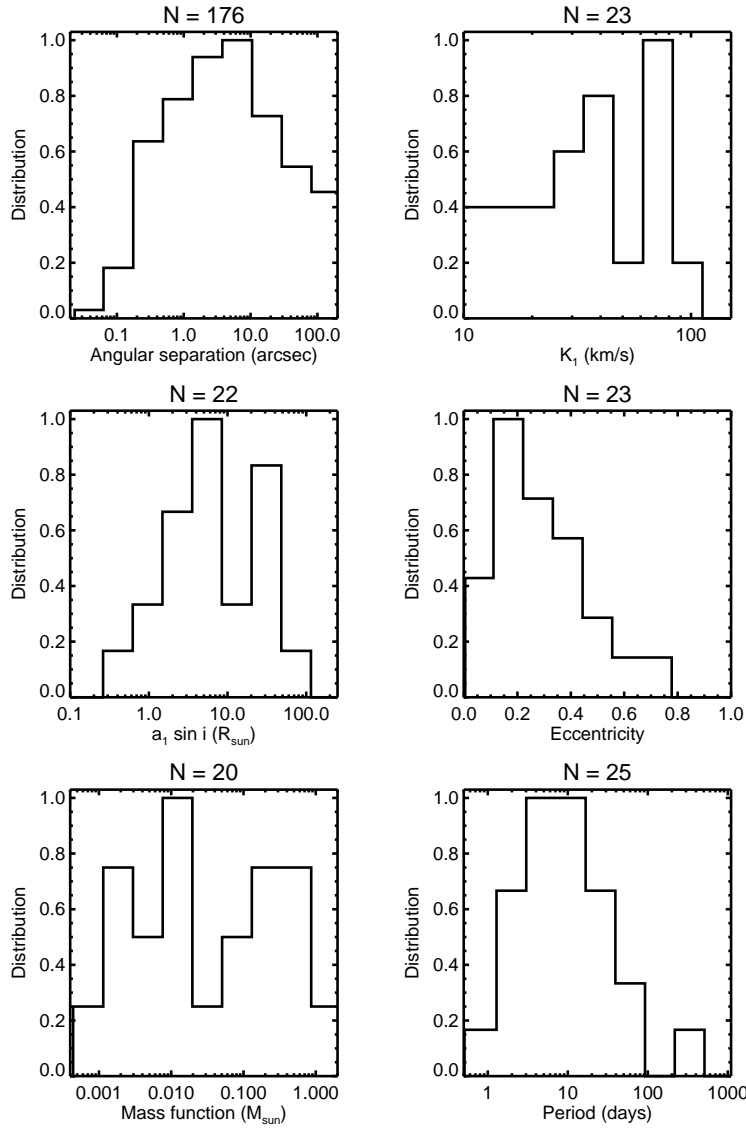 N = 176
1.0
0.8
0.6
0.4
0.2
0.0
Distribution
0.1 1.0 10.0 100.0
Angular separation (arcsec)
N = 23
1.0
0.8
0.6
0.4
0.2
0.0
Distribution
10 100
K1 (km/s)
N = 22
1.0
0.8
0.6
0.4
0.2
0.0
Distribution
0.1 1.0 10.0 100.0
a1 sin i (Rsun)
N = 23
1.0
0.8
0.6
0.4
0.2
0.0
Distribution
0.0 0.2 0.4 0.6 0.8 1.0
Eccentricity
N = 20
1.0
0.8
0.6
0.4
0.2
0.0
Distribution
0.001 0.010 0.100 1.000
Mass function (Msun)
N = 25
1.0
0.8
0.6
0.4
0.2
0.0
Distribution
1 10 100 1000
Period (days)